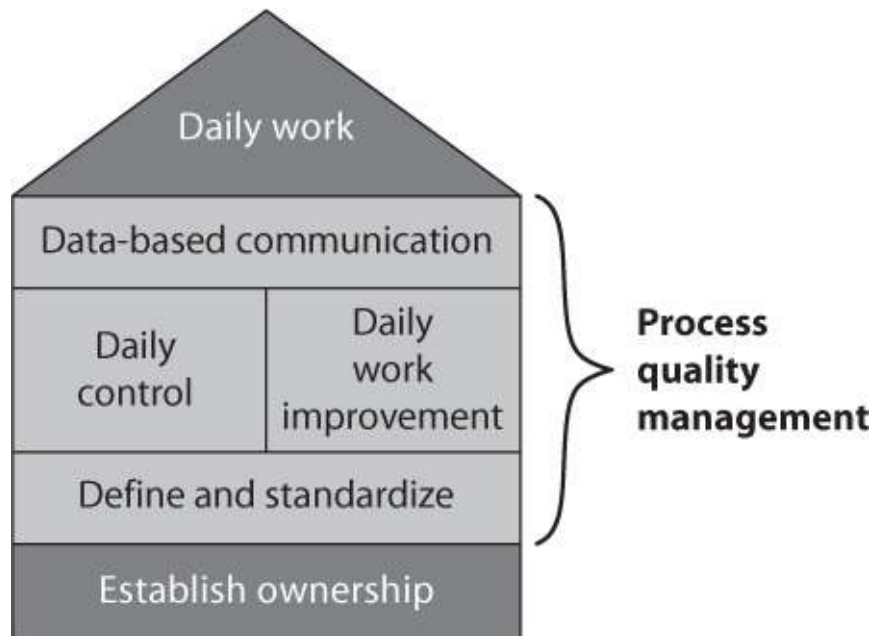 Daily work
Data-based communication
Daily
control
Daily
work
improvement
Define and standardize
Establish ownership
Process
quality
management